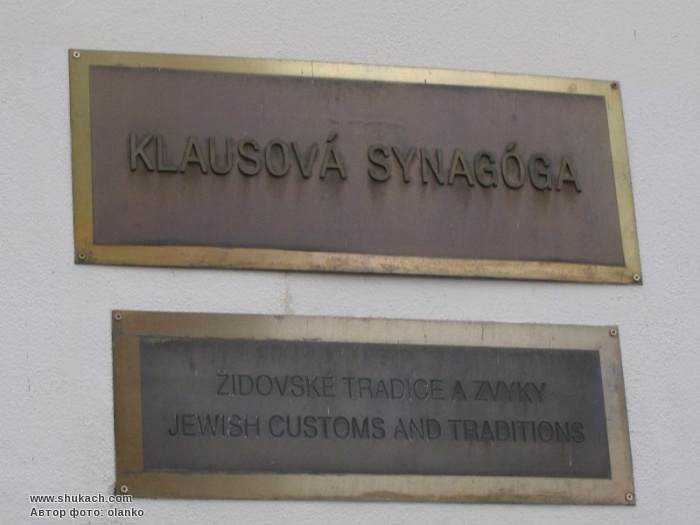 KLAUSOVÁ SYNAGÓGA
ŽIDOVSKÉ TRADICE A ZVYKY
JEWISH CUSTOMS AND TRADITIONS
www.shukach.com
Автор фото: olanko